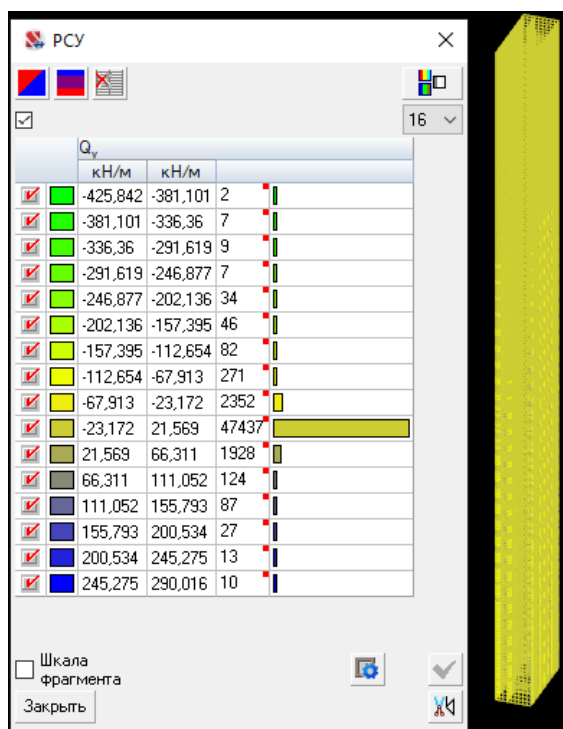 РСУ
16
Qy
кН/м кН/м
-425,842 -381,101 2
-381,101 -336,36 7
-336,36 -291,619 9
-291,619 -246,877 7
-246,877 -202,136 34
-202,136 -157,395 46
-157,395 -112,654 82
-112,654 -67,913 271
-67,913 -23,172 2352
-23,172 21,569 47437
21,569 66,311 1928
66,311 111,052 124
111,052 155,793 87
155,793 200,534 27
200,534 245,275 13
245,275 290,016 10
Шкала
фрагмента
Закрыть